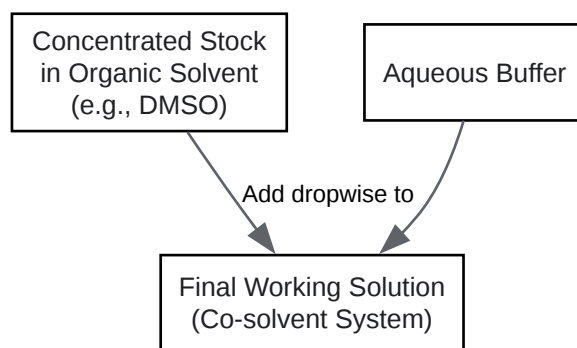 Concentrated Stock
in Organic Solvent
(e.g., DMSO)
Aqueous Buffer
Add dropwise to
Final Working Solution
(Co-solvent System)